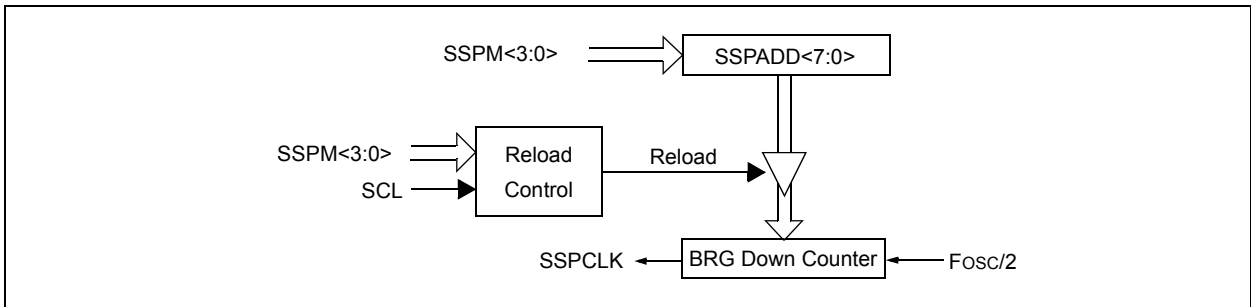 SSPM<3:0>
SSPADD<7:0>
SSPM<3:0>
Reload
Control
Reload
SCL
SSPCLK
BRG Down Counter
FOSC/2